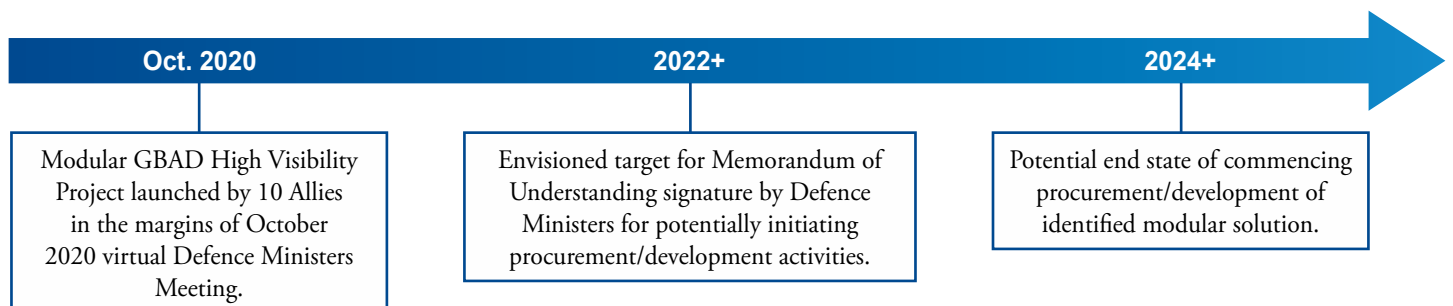 Oct. 2020
2022+
2024+
Modular GBAD High Visibility
Project launched by 10 Allies
in the margins of October
2020 virtual Defence Ministers
Meeting.
Envisioned target for Memorandum of
Understanding signature by Defence
Ministers for potentially initiating
procurement/development activities.
Potential end state of commencing
procurement/development of
identified modular solution.